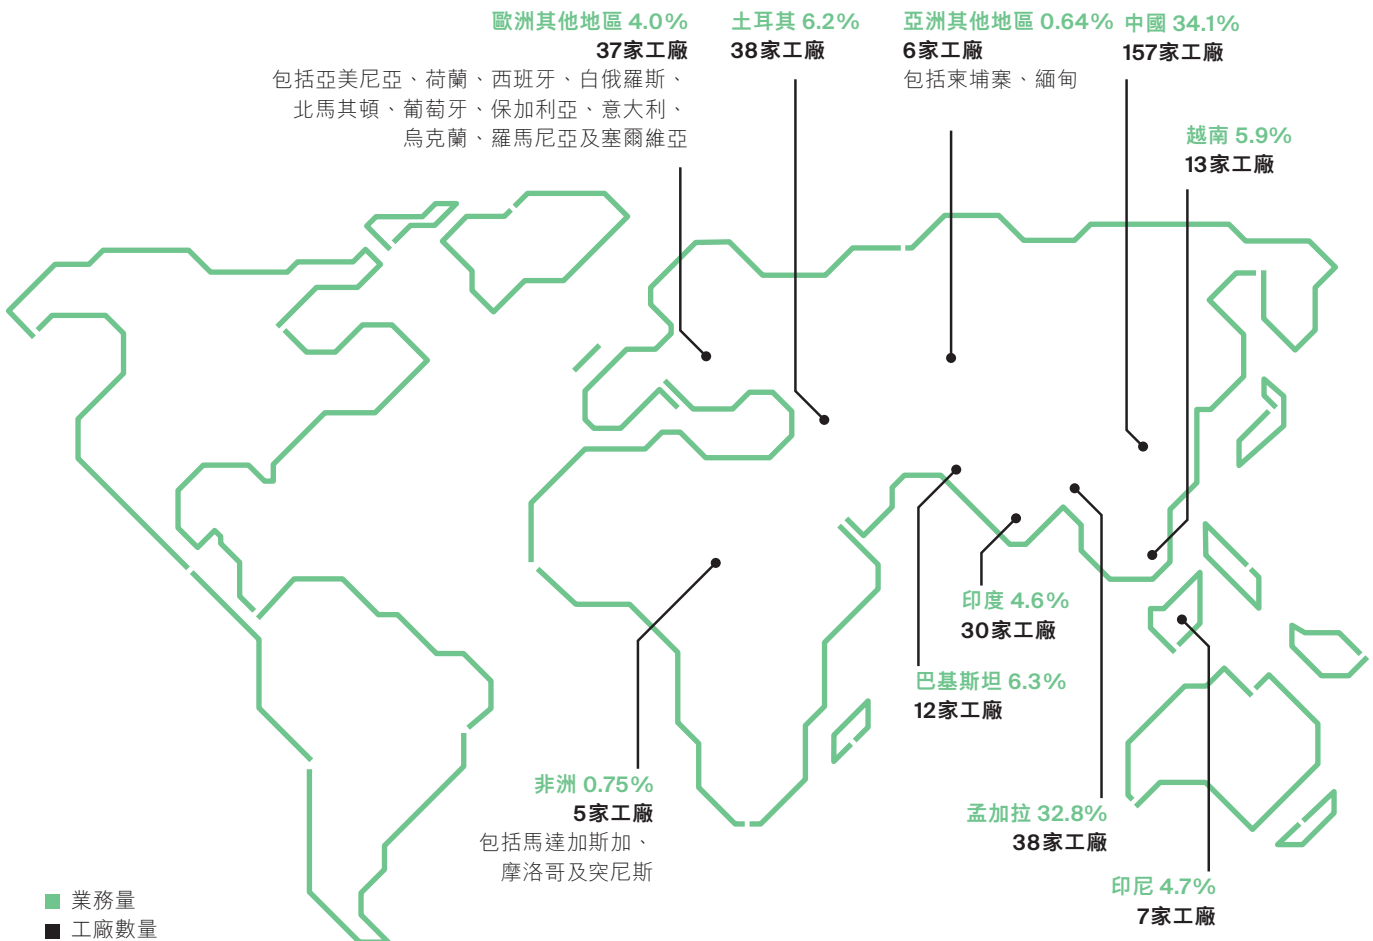 歐洲其他地區 4.0%
37家工廠
包括亞美尼亞、荷蘭、西班牙、白俄羅斯、
北馬其頓、葡萄牙、保加利亞、意大利、
烏克蘭、羅馬尼亞及塞爾維亞
土耳其 6.2%
38家工廠
亞洲其他地區 0.64%
6家工廠
包括柬埔寨、緬甸
中國 34.1%
157家工廠
越南 5.9%
13家工廠
印度 4.6%
30家工廠
巴基斯坦 6.3%
12家工廠
非洲 0.75%
5家工廠
包括馬達加斯加、
摩洛哥及突尼斯
孟加拉 32.8%
38家工廠
印尼 4.7%
7家工廠
業務量
工廠數量